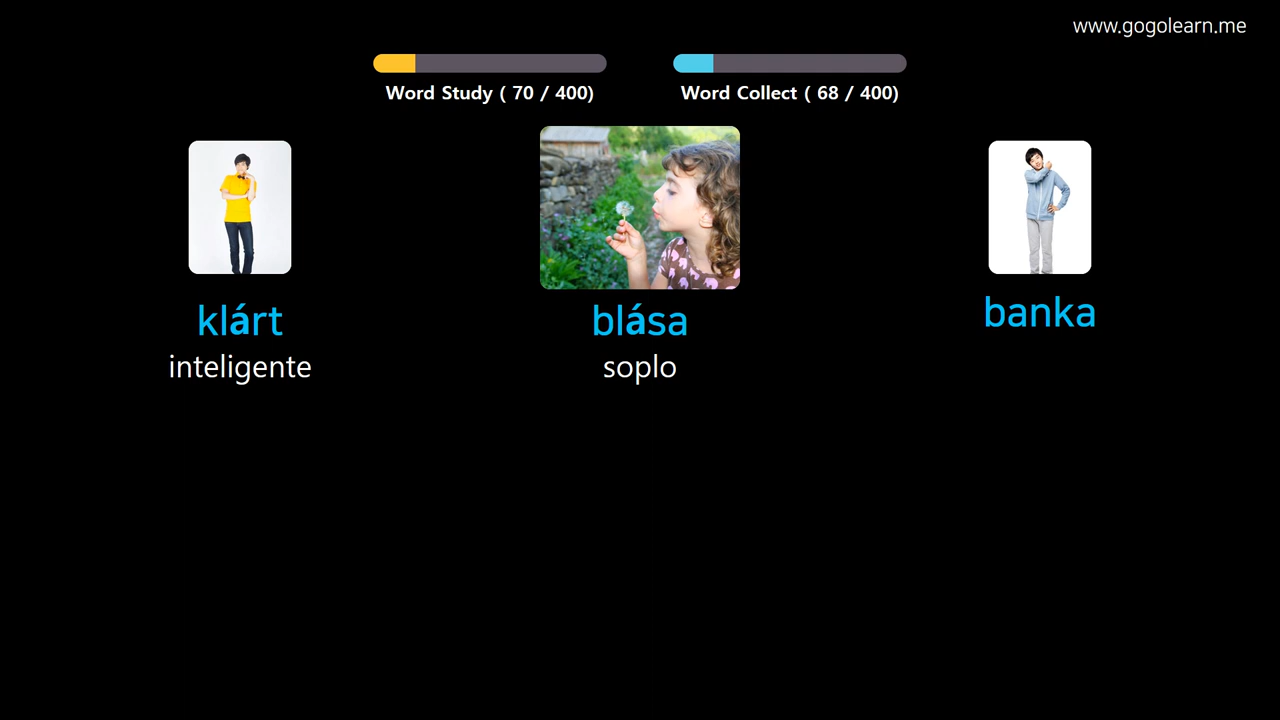 www.gogolearn.me
Word Study ( 70 / 400)
Word Collect ( 68 / 400)
klárt
inteligente
blása
soplo
banka